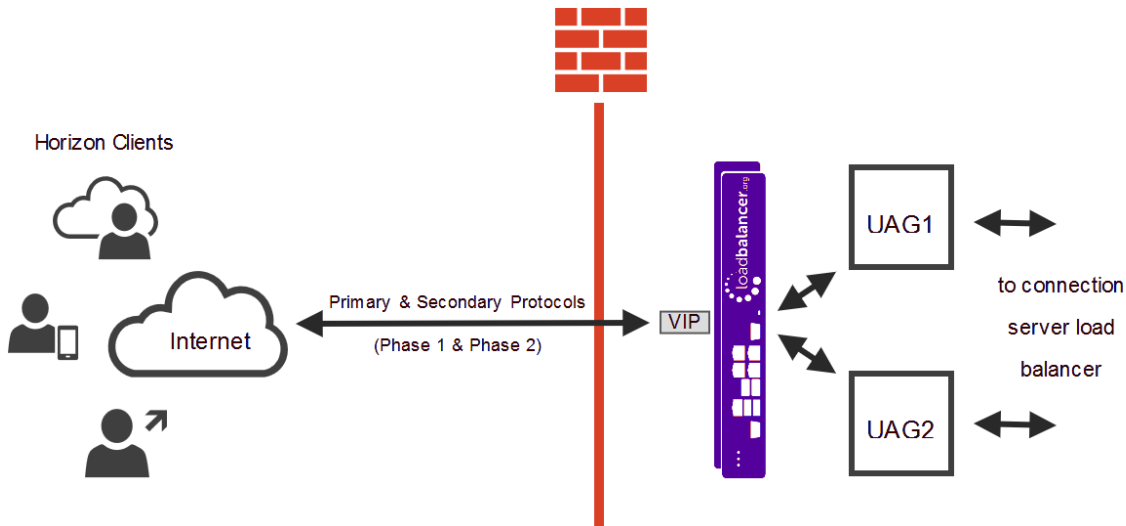 Horizon Clients
Internet
Primary & Secondary Protocols
(Phase 1 & Phase 2)
VIP
loadbalancer.org
UAG1
UAG2
to connection
server load
balancer